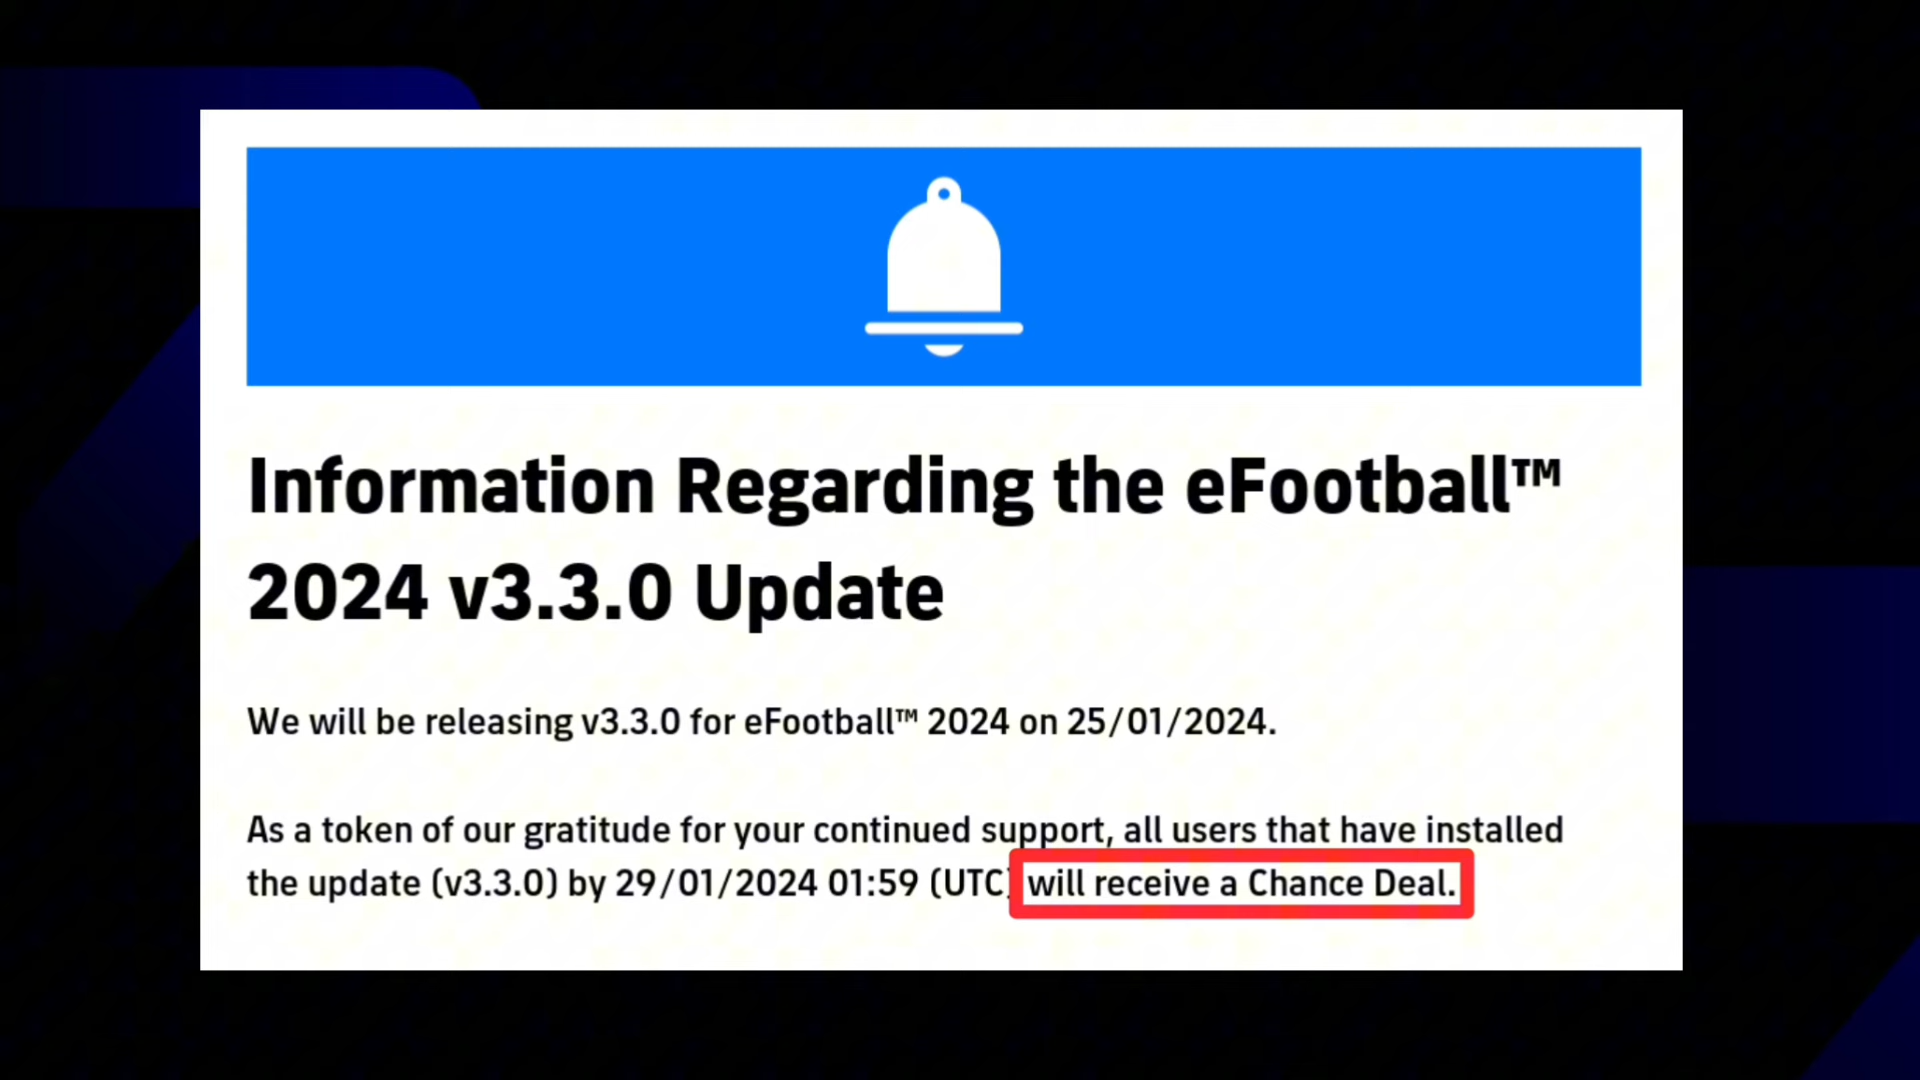 Information Regarding the eFootball™
2024 v3.3.0 Update
We will be releasing v3.3.0 for eFootball™ 2024 on 25/01/2024.
As a token of our gratitude for your continued support, all users that have installed
the update (v3.3.0) by 29/01/2024 01:59 (UTC) will receive a Chance Deal.